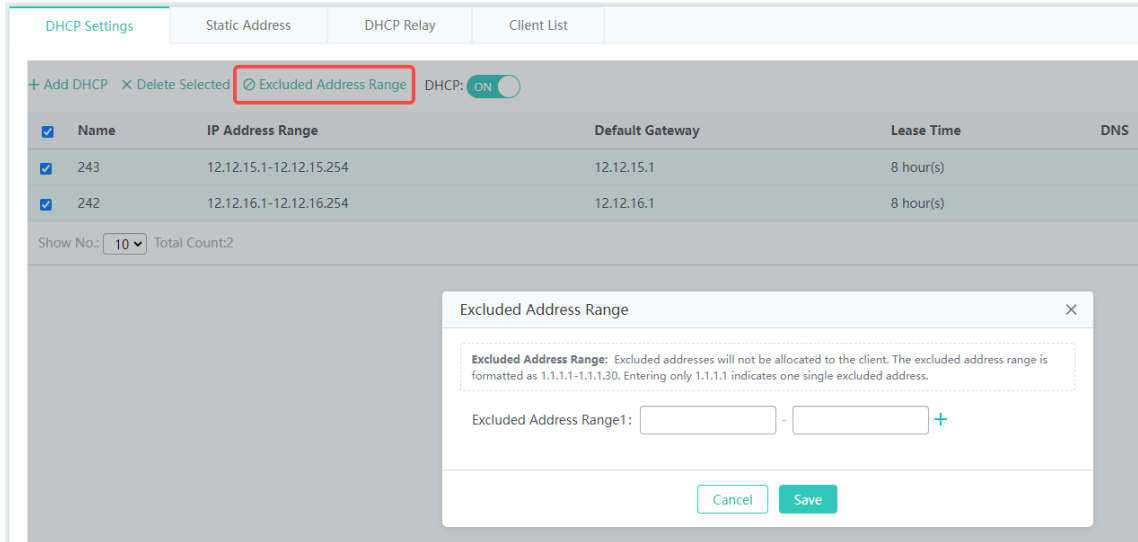 DHCP Settings Static Address DHCP Relay Client List
+ Add DHCP × Delete Selected Excluded Address Range DHCP: ON
Name IP Address Range Default Gateway Lease Time DNS
243 12.12.15.1-12.12.15.254 12.12.15.1 8 hour(s)
242 12.12.16.1-12.12.16.254 12.12.16.1 8 hour(s)
Show No.: 10 Total Count:2
Excluded Address Range ×
Excluded Address Range: Excluded addresses will not be allocated to the client. The excluded address range is
formatted as 1.1.1.1-1.1.1.30. Entering only 1.1.1.1 indicates one single excluded address.
Excluded Address Range1: - +
Cancel Save